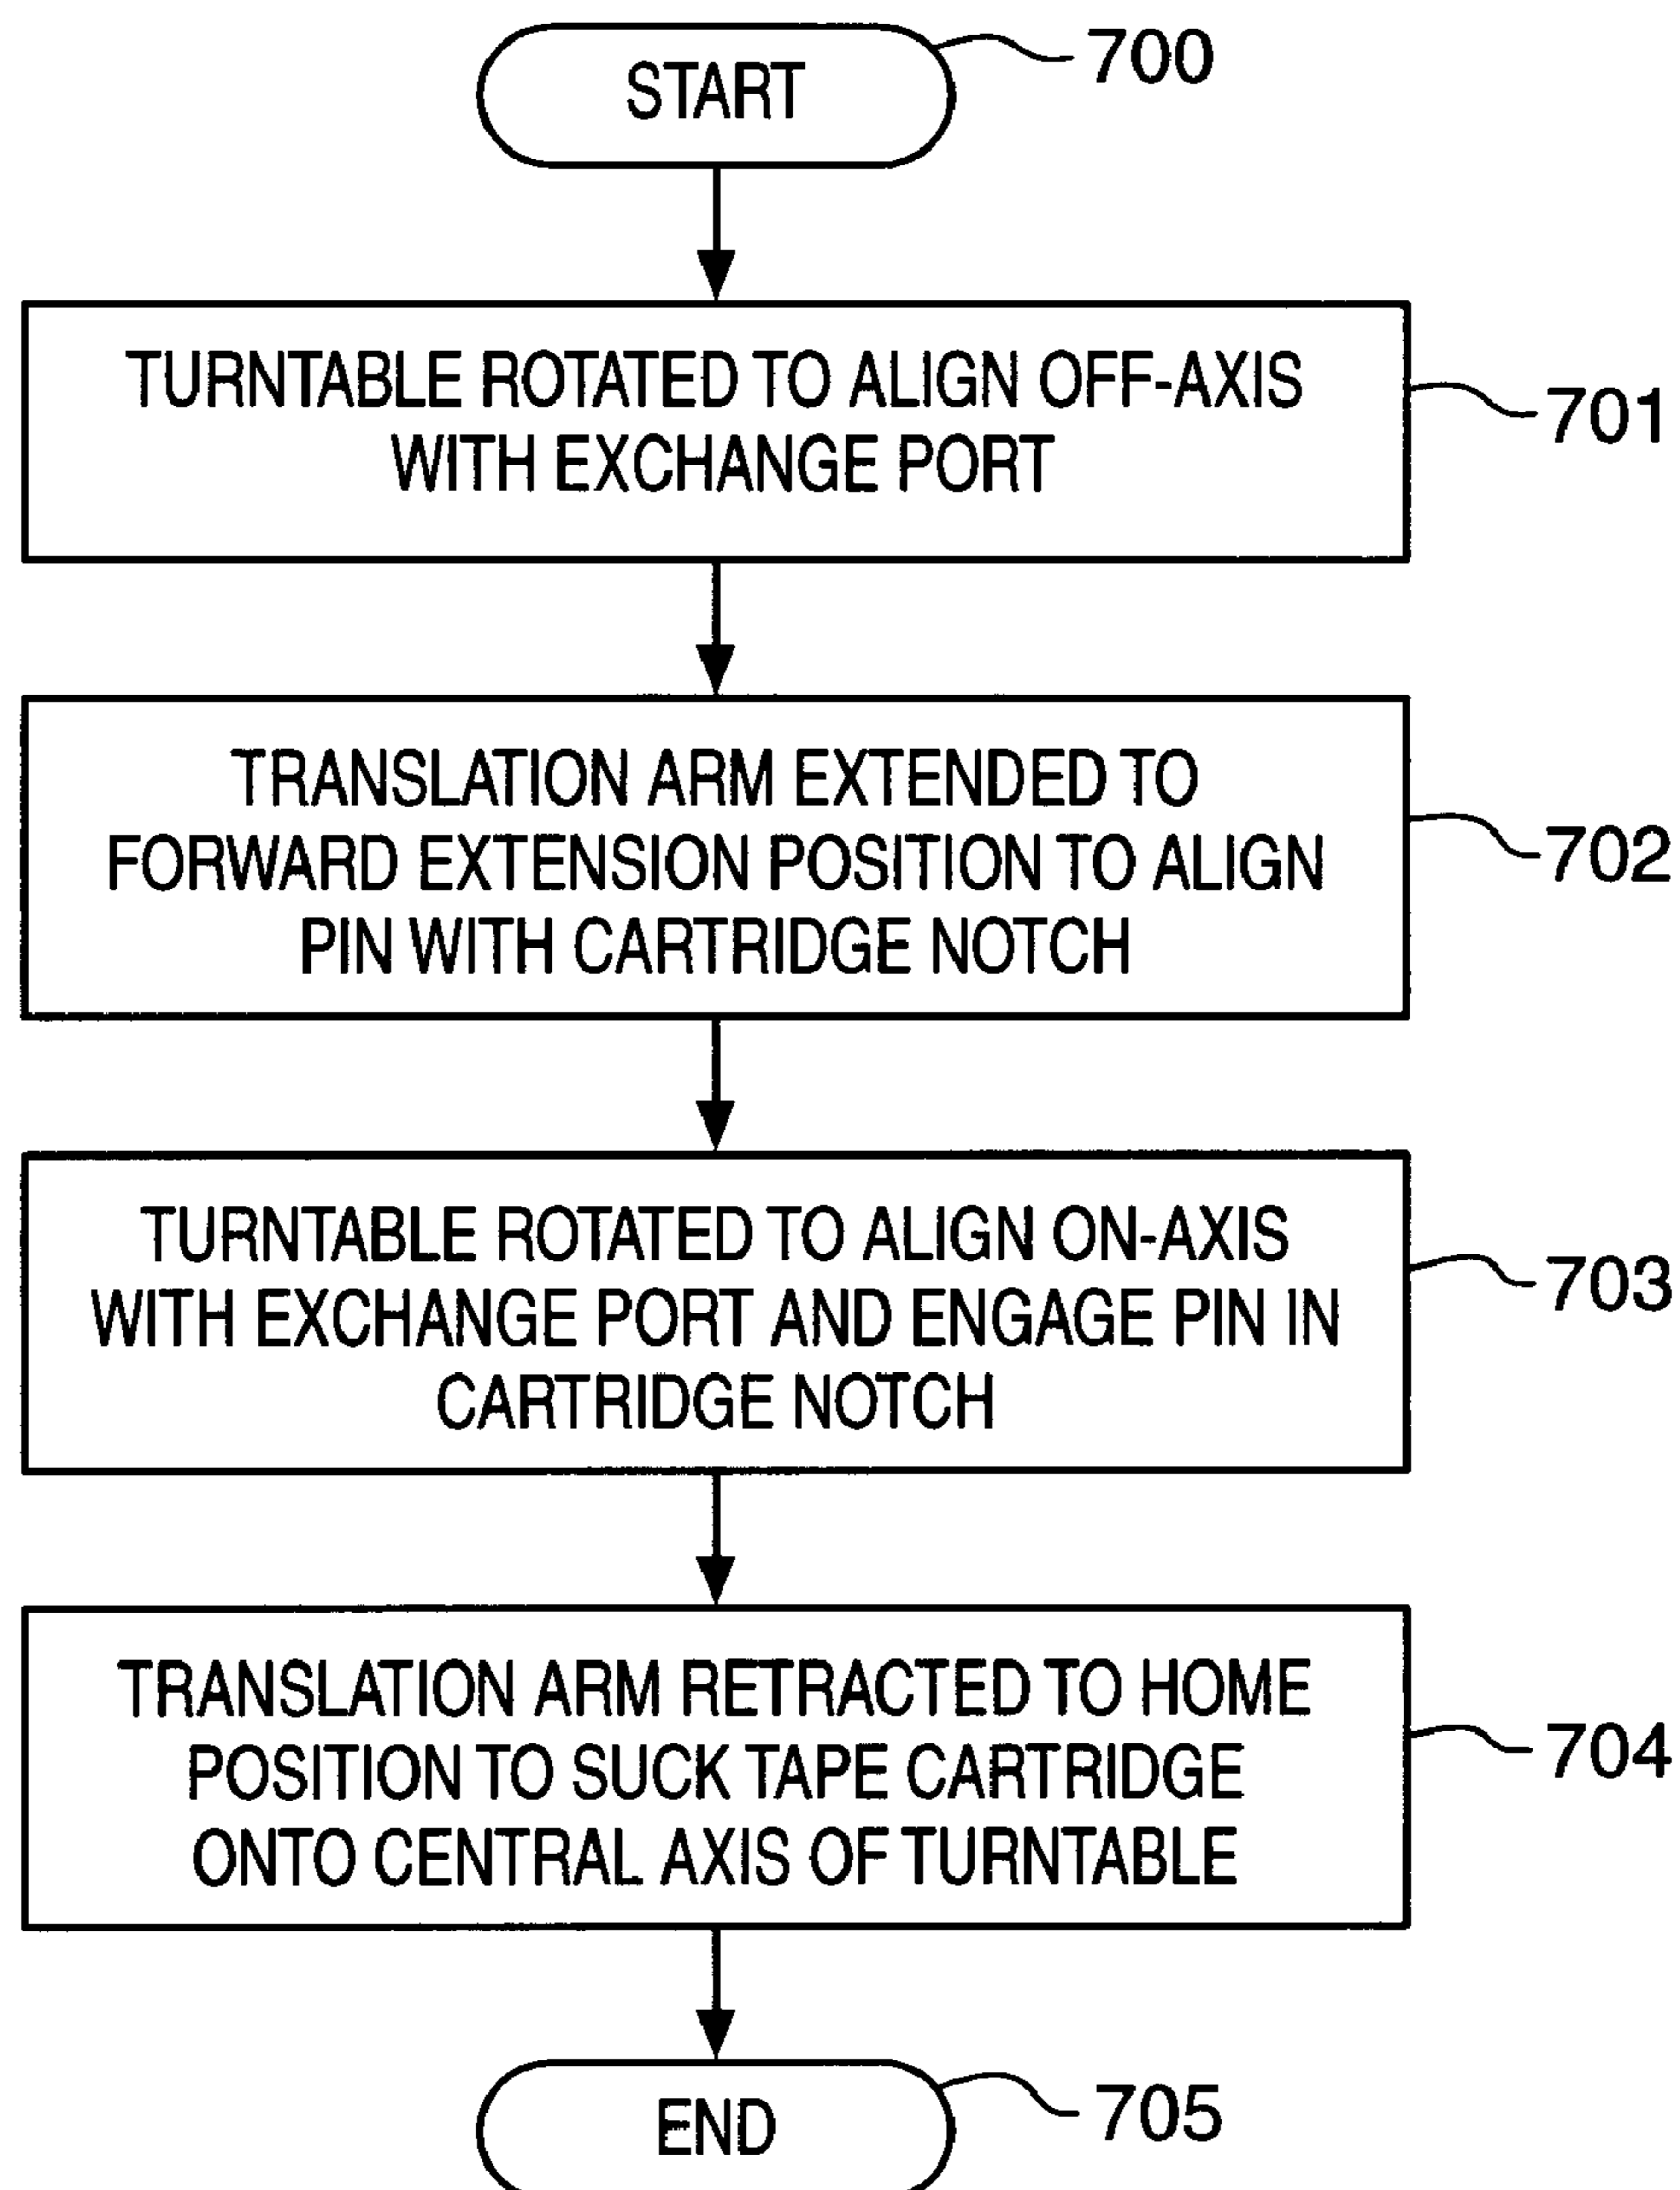 START
700
TURNTABLE ROTATED TO ALIGN OFF-AXIS
WITH EXCHANGE PORT
701
TRANSLATION ARM EXTENDED TO
FORWARD EXTENSION POSITION TO ALIGN
PIN WITH CARTRIDGE NOTCH
702
TURNTABLE ROTATED TO ALIGN ON-AXIS
WITH EXCHANGE PORT AND ENGAGE PIN IN
CARTRIDGE NOTCH
703
TRANSLATION ARM RETRACTED TO HOME
POSITION TO SUCK TAPE CARTRIDGE
ONTO CENTRAL AXIS OF TURNTABLE
704
END
705